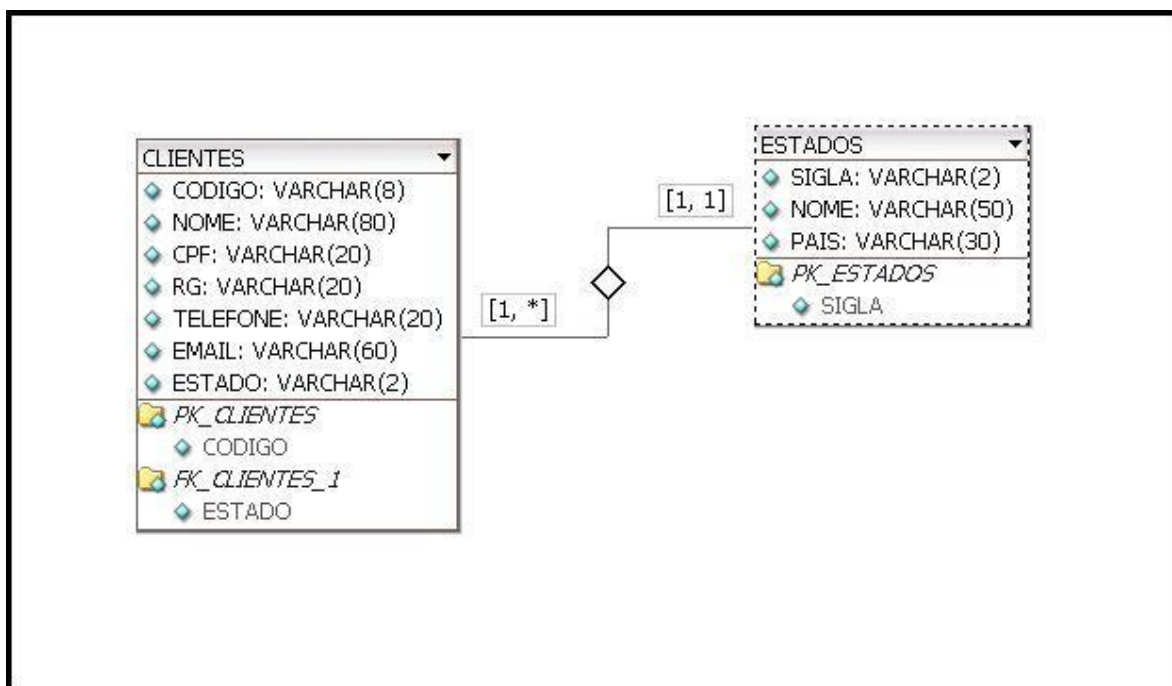 CLIENTES
CODIGO: VARCHAR(8)
NOME: VARCHAR(80)
CPF: VARCHAR(20)
RG: VARCHAR(20)
TELEFONE: VARCHAR(20)
EMAIL: VARCHAR(60)
ESTADO: VARCHAR(2)
PK_CLIENTES
CODIGO
FK_CLIENTES_1
ESTADO
[1, *]
[1, 1]
ESTADOS
SIGLA: VARCHAR(2)
NOME: VARCHAR(50)
PAIS: VARCHAR(30)
PK_ESTADOS
SIGLA